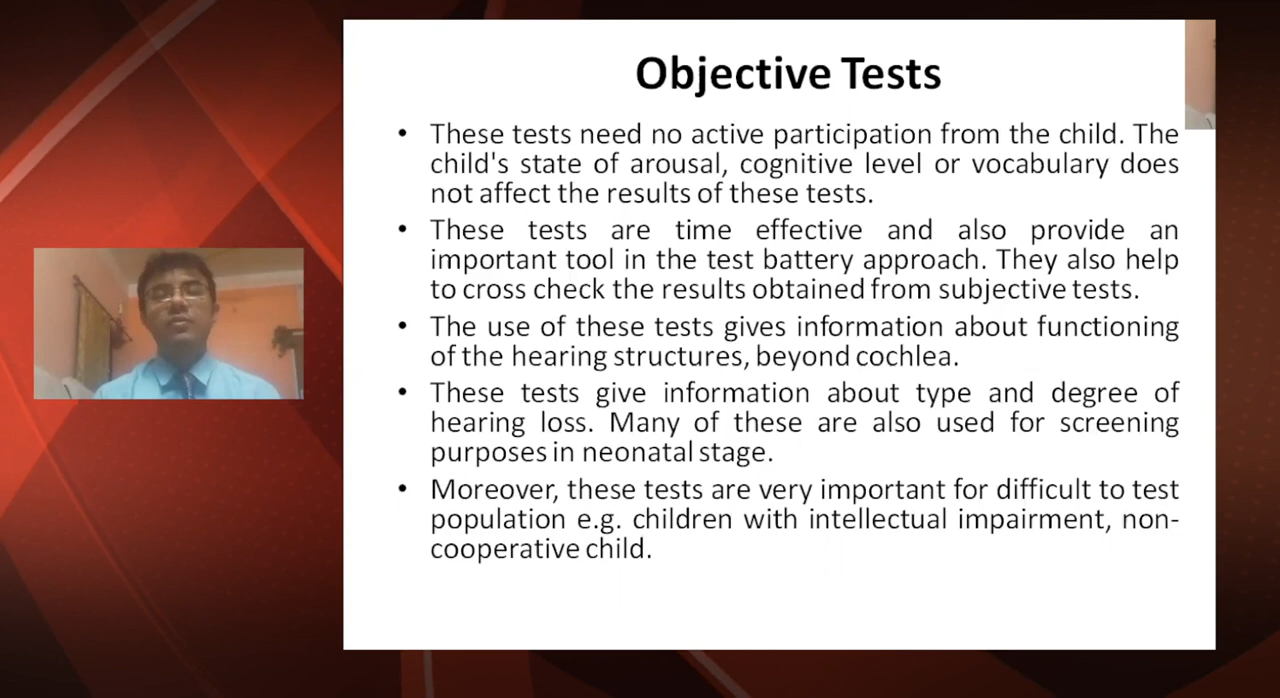 Objective Tests
• These tests need no active participation from the child. The
child's state of arousal, cognitive level or vocabulary does
not affect the results of these tests.
• These tests are time effective and also provide an
important tool in the test battery approach. They also help
to cross check the results obtained from subjective tests.
• The use of these tests gives information about functioning
of the hearing structures, beyond cochlea.
• These tests give information about type and degree of
hearing loss. Many of these are also used for screening
purposes in neonatal stage.
• Moreover, these tests are very important for difficult to test
population e.g. children with intellectual impairment, non-
cooperative child.